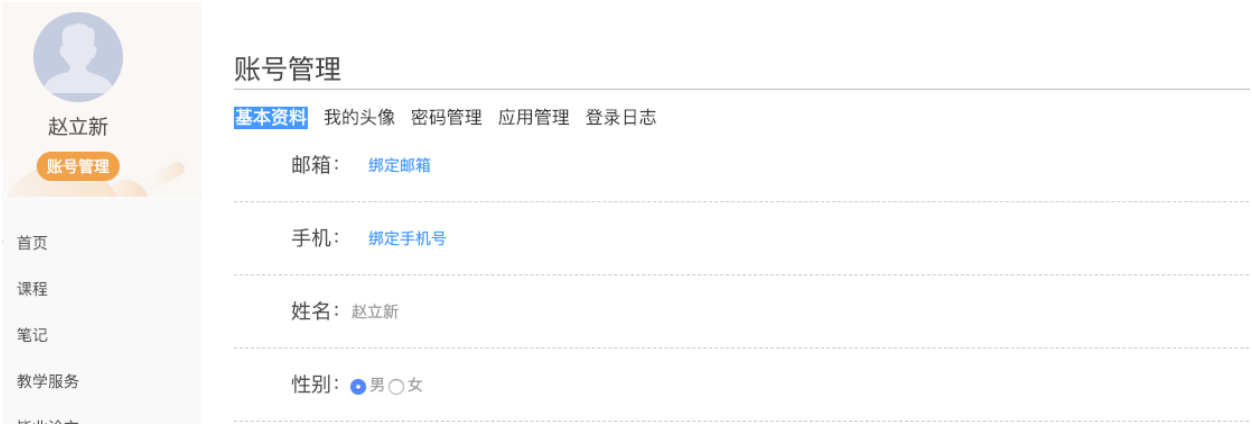 赵立新
账号管理
首页
课程
笔记
教学服务
账号管理
基本资料 我的头像 密码管理 应用管理 登录日志
邮箱： 绑定邮箱
手机： 绑定手机号
姓名： 赵立新
性别： 男 女